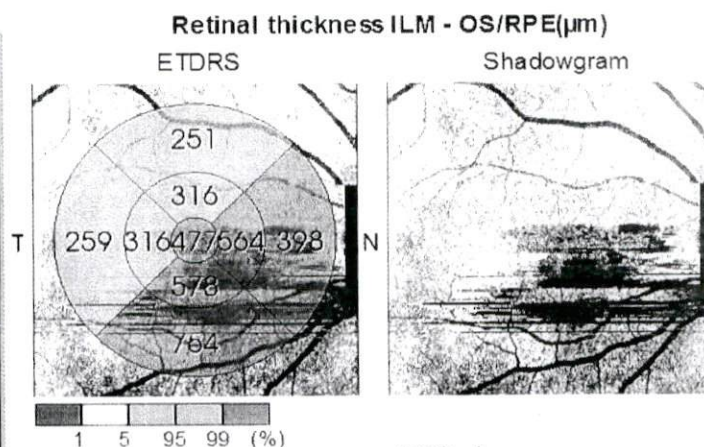 Retinal thickness ILM - OS/RPE(μm)
ETDRS Shadowgram
251
316
T 259 316 477 564 398 N
578
764
1 5 95 99 (%)